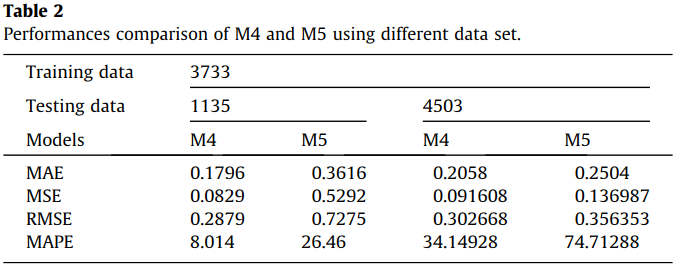 Table 2
Performances comparison of M4 and M5 using different data set.
Training data 3733
Testing data 1135 4503
Models M4 M5 M4 M5
MAE 0.1796 0.3616 0.2058 0.2504
MSE 0.0829 0.5292 0.091608 0.136987
RMSE 0.2879 0.7275 0.302668 0.356353
MAPE 8.014 26.46 34.14928 74.71288